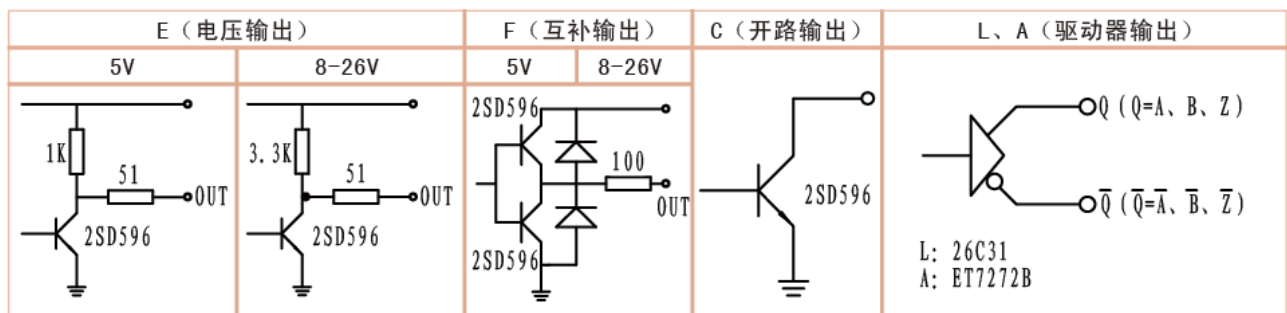 E（电压输出）
F（互补输出）
C（开路输出）
L、A（驱动器输出）
5V
8-26V
5V
8-26V
1K
51
OUT
2SD596
3.3K
51
OUT
2SD596
2SD596
100
OUT
2SD596
2SD596
Q（Q=A、B、Z）
Q̅（Q̅=A̅、B̅、Z̅）
L: 26C31
A: ET7272B